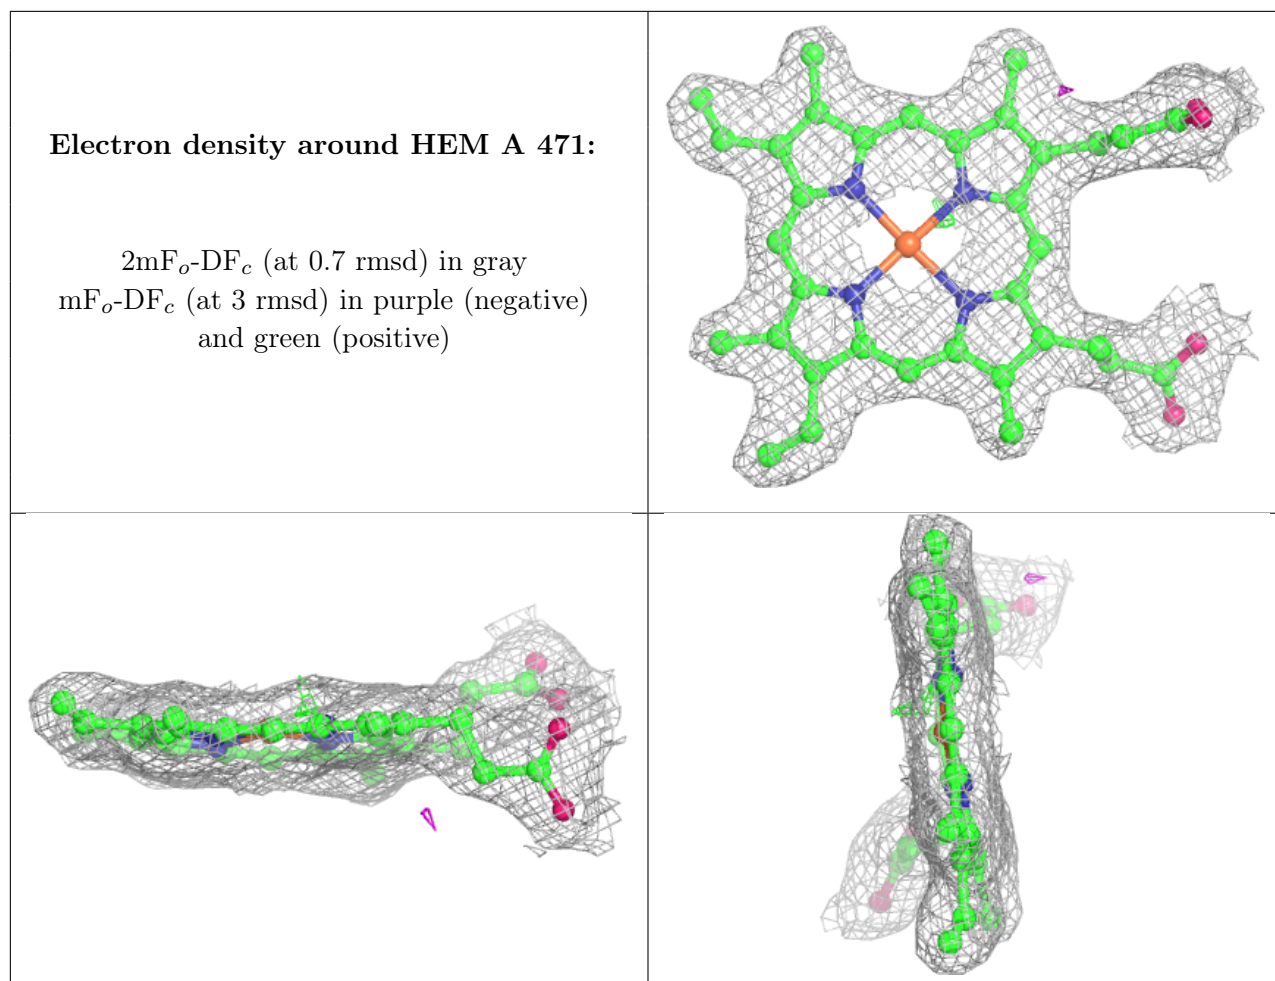 Electron density around HEM A 471:
2mFo-DFc (at 0.7 rmsd) in gray
mFo-DFc (at 3 rmsd) in purple (negative)
and green (positive)